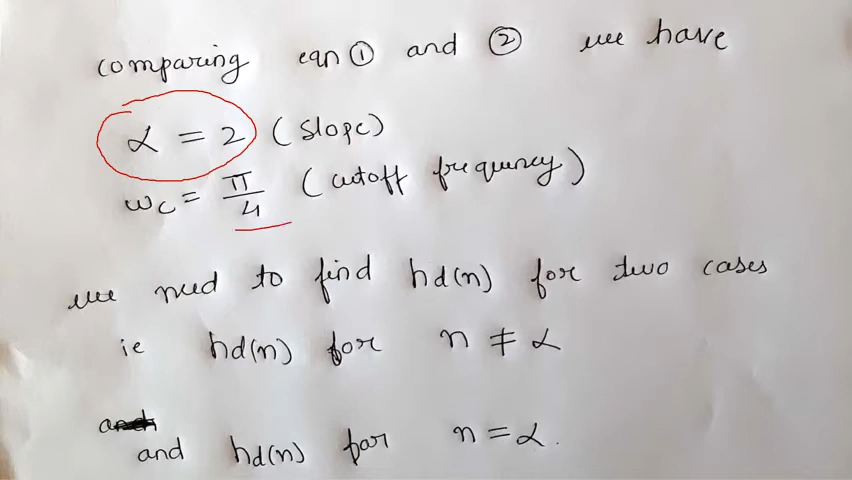 comparing eqn ① and ② we have
α = 2 (slope)
ωc = π/4 (cutoff frequency)
we need to find hd(n) for two cases
ie hd(n) for n ≠ α
and hd(n) for n = α.